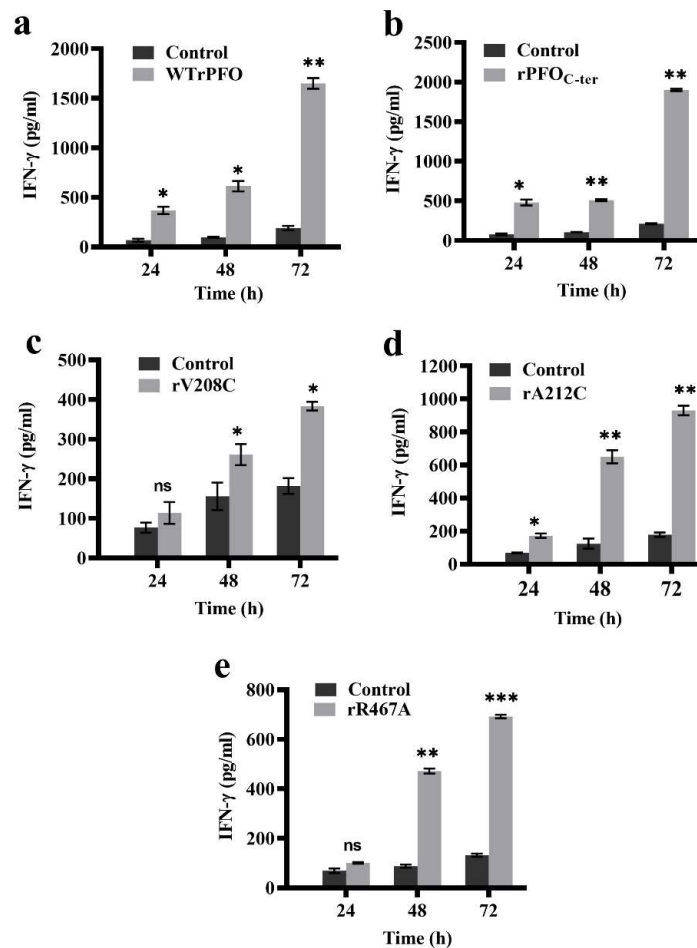 a
Control
WTrPFO
IFN-γ (pg/ml)
2000
1500
1000
500
0
*
*
**
24
48
72
Time (h)
b
Control
rPFOC-ter
IFN-γ (pg/ml)
2500
2000
1500
1000
500
0
*
**
**
24
48
72
Time (h)
c
Control
rV208C
IFN-γ (pg/ml)
500
400
300
200
100
0
ns
*
*
24
48
72
Time (h)
d
Control
rA212C
IFN-γ (pg/ml)
1200
1000
800
600
400
200
0
*
**
**
24
48
72
Time (h)
e
Control
rR467A
IFN-γ (pg/ml)
800
600
400
200
0
ns
**
***
24
48
72
Time (h)